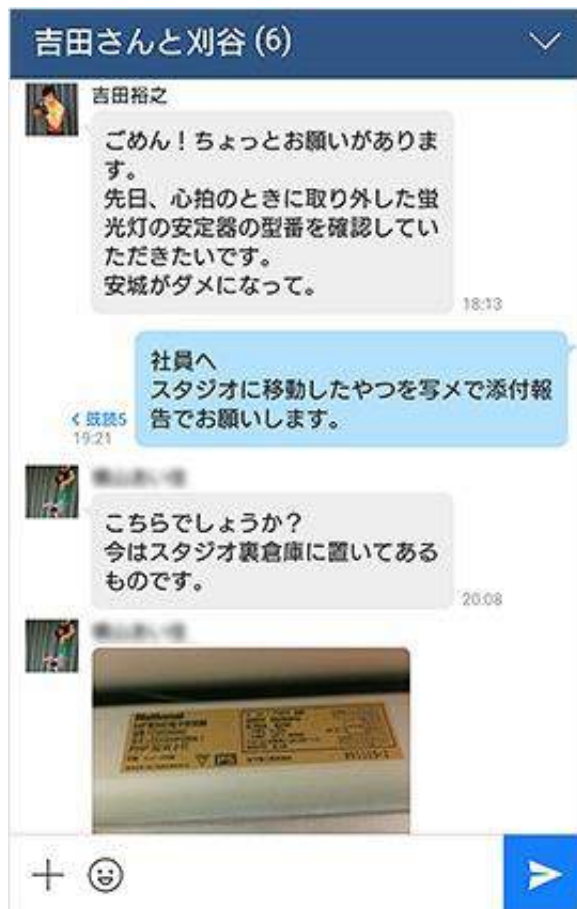 吉田さんと刈谷 (6)
吉田裕之
ごめん！ちょっとお願いがありま
す。
先日、心拍のときに取り外した蛍
光灯の安定器の型番を確認してい
ただきたいです。
安城がダメになって。
18:13
社員へ
スタジオに移動したやつを写メで添付報
告でお願いします。
既読5
19:21
こちらでしょうか？
今はスタジオ裏倉庫に置いてある
ものです。
20:08
National